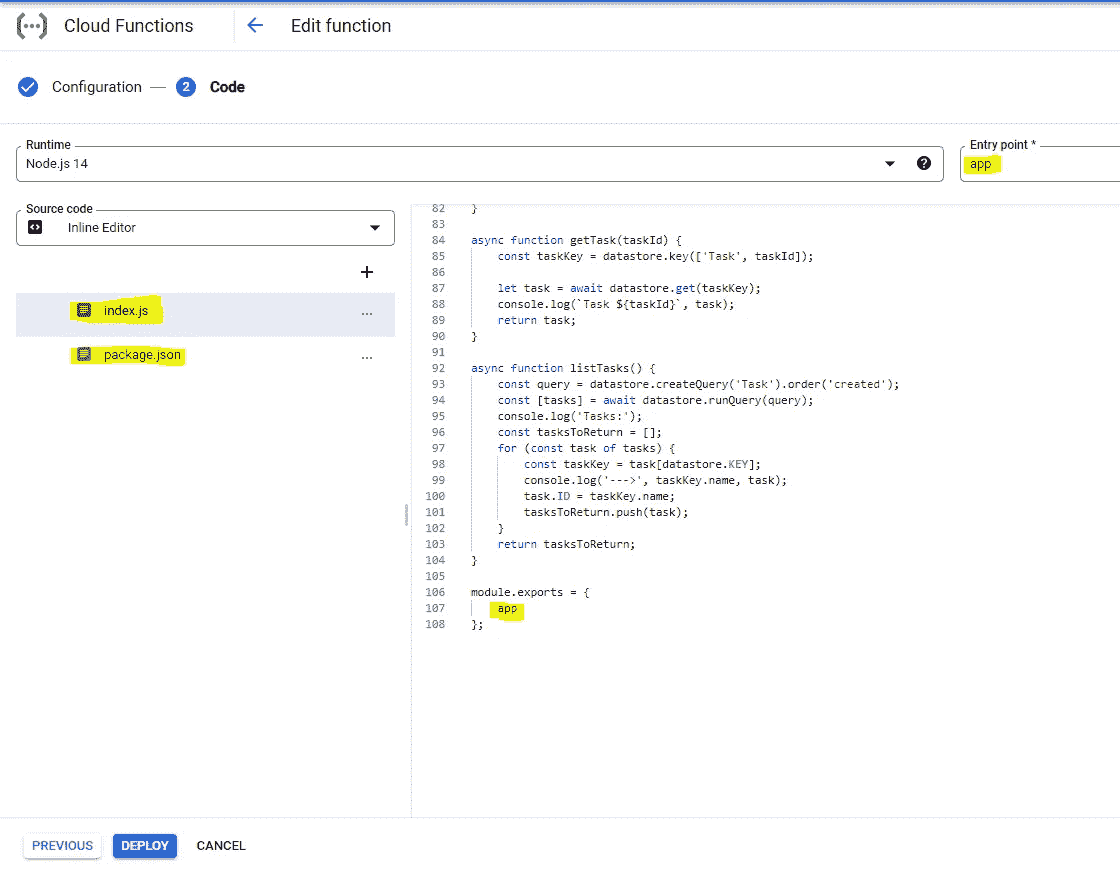 Cloud Functions
Edit function
Configuration
2
Code
Runtime
Node.js 14
Entry point *
app
Source code
Inline Editor
index.js
package.json
82 }
83
84 async function getTask(taskId) {
85     const taskKey = datastore.key(['Task', taskId]);
86
87     let task = await datastore.get(taskKey);
88     console.log(`Task ${taskId}`, task);
89     return task;
90 }
91
92 async function listTasks() {
93     const query = datastore.createQuery('Task').order('created');
94     const [tasks] = await datastore.runQuery(query);
95     console.log('Tasks:');
96     const tasksToReturn = [];
97     for (const task of tasks) {
98         const taskKey = task[datastore.KEY];
99         console.log('--->', taskKey.name, task);
100         task.ID = taskKey.name;
101         tasksToReturn.push(task);
102     }
103     return tasksToReturn;
104 }
105
106 module.exports = {
107     app
108 };
PREVIOUS
DEPLOY
CANCEL